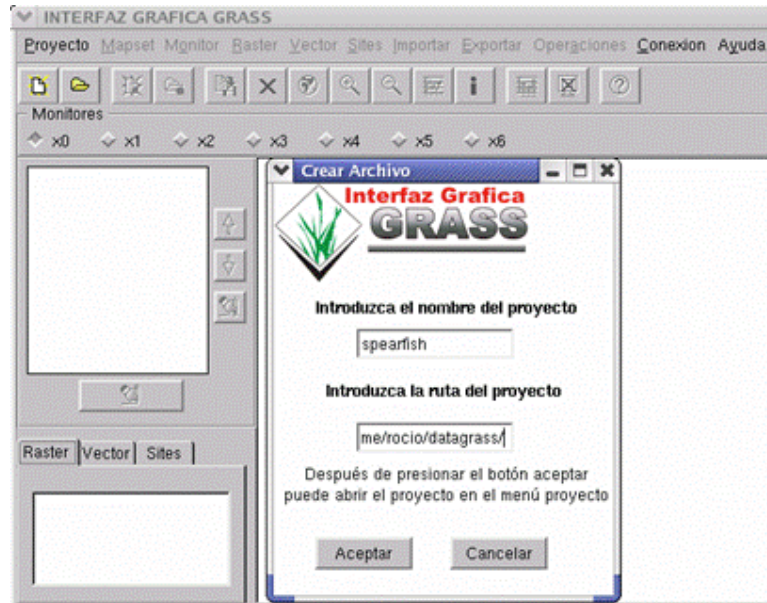 INTERFAZ GRAFICA GRASS
Proyecto Mapset Monitor Raster Vector Sites Importar Exportar Operaciones Conexion Ayuda
Monitores
x0 x1 x2 x3 x4 x5 x6
Crear Archivo
Interfaz Grafica
GRASS
Introduzca el nombre del proyecto
spearfish
Introduzca la ruta del proyecto
me/rocio/datagrass/
Raster Vector Sites
Después de presionar el botón aceptar
puede abrir el proyecto en el menú proyecto
Aceptar Cancelar